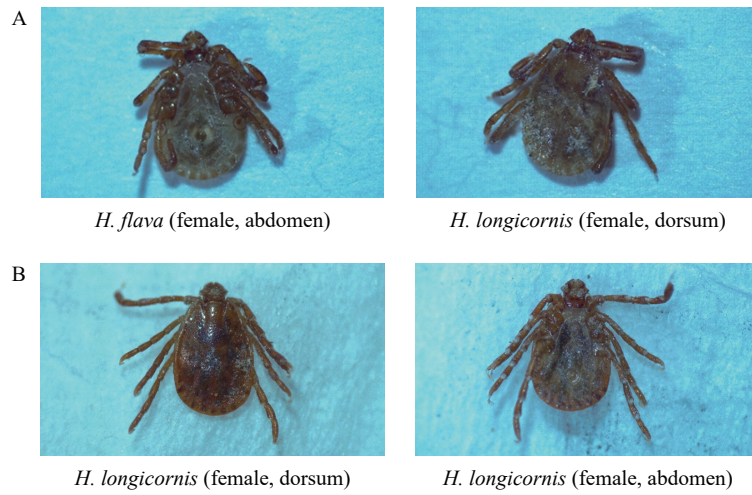 A
H. flava (female, abdomen)
H. longicornis (female, dorsum)
B
H. longicornis (female, dorsum)
H. longicornis (female, abdomen)